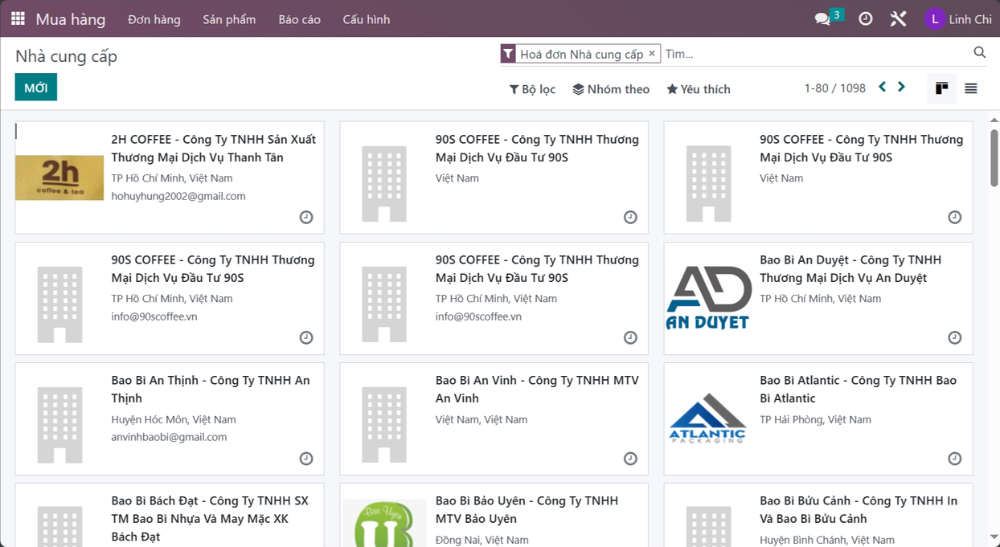 Mua hàng Đơn hàng Sản phẩm Báo cáo Cấu hình 3 L Linh Chi
Nhà cung cấp
Hoá đơn Nhà cung cấp × Tìm...
MỚI
Bộ lọc Nhóm theo Yêu thích 1-80 / 1098
2H COFFEE - Công Ty TNHH Sản Xuất
Thương Mại Dịch Vụ Thanh Tân
TP Hồ Chí Minh, Việt Nam
hohuyhung2002@gmail.com
2h
coffee & tea
90S COFFEE - Công Ty TNHH Thương
Mại Dịch Vụ Đầu Tư 90S
Việt Nam
90S COFFEE - Công Ty TNHH Thương
Mại Dịch Vụ Đầu Tư 90S
Việt Nam
90S COFFEE - Công Ty TNHH Thương
Mại Dịch Vụ Đầu Tư 90S
TP Hồ Chí Minh, Việt Nam
info@90scoffee.vn
90S COFFEE - Công Ty TNHH Thương
Mại Dịch Vụ Đầu Tư 90S
TP Hồ Chí Minh, Việt Nam
info@90scoffee.vn
AD
AN DUYET
Bao Bì An Duyệt - Công Ty TNHH
Thương Mại Dịch Vụ An Duyệt
TP Hồ Chí Minh, Việt Nam
Bao Bì An Thịnh - Công Ty TNHH An
Thịnh
Huyện Hóc Môn, Việt Nam
anvinhbaobi@gmail.com
Bao Bì An Vinh - Công Ty TNHH MTV
An Vinh
Việt Nam, Việt Nam
ATLANTIC
PACKAGING
Bao Bì Atlantic - Công Ty TNHH Bao
Bì Atlantic
TP Hải Phòng, Việt Nam
Bao Bì Bách Đạt - Công Ty TNHH SX
TM Bao Bì Nhựa Và May Mặc XK
Bách Đạt
Bao Uyen
U
Bao Bì Bảo Uyên - Công Ty TNHH
MTV Bảo Uyên
Đồng Nai, Việt Nam
Bao Bì Bửu Cảnh - Công Ty TNHH In
Và Bao Bì Bửu Cảnh
Huyện Bình Chánh, Việt Nam